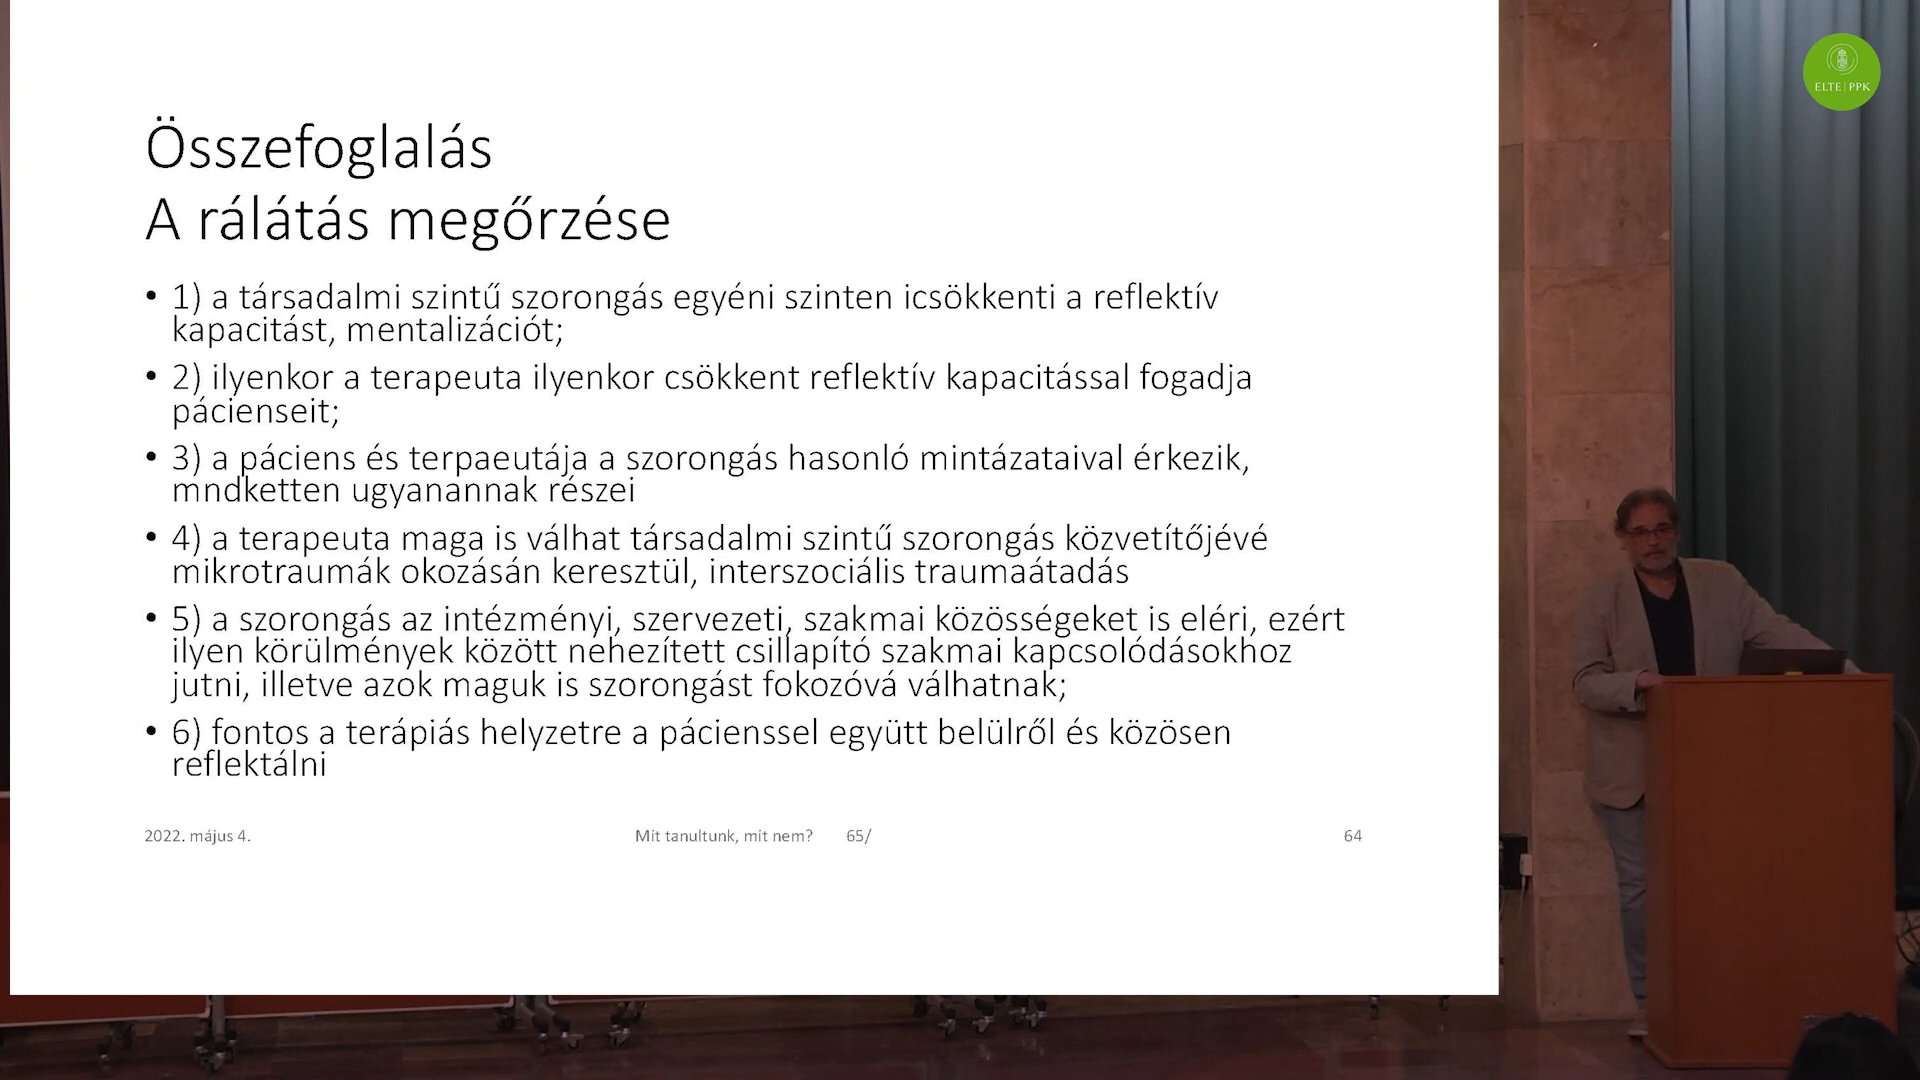 Összefoglalás
A rálátás megőrzése
• 1) a társadalmi szintű szorongás egyéni szinten icsökkenti a reflektív
kapacitást, mentalizációt;
• 2) ilyenkor a terapeuta ilyenkor csökkent reflektív kapacitással fogadja
pácienseit;
• 3) a páciens és terpaeutája a szorongás hasonló mintázataival érkezik,
mndketten ugyanannak részei
• 4) a terapeuta maga is válhat társadalmi szintű szorongás közvetítőjévé
mikrotraumák okozásán keresztül, interszociális traumaátadás
• 5) a szorongás az intézményi, szervezeti, szakmai közösségeket is eléri, ezért
ilyen körülmények között nehezített csillapító szakmai kapcsolódásokhoz
jutni, illetve azok maguk is szorongást fokozóvá válhatnak;
• 6) fontos a terápiás helyzetre a pácienssel együtt belülről és közösen
reflektálni
2022. május 4.
Mit tanultunk, mit nem? 65/
64
ELTE | PPK